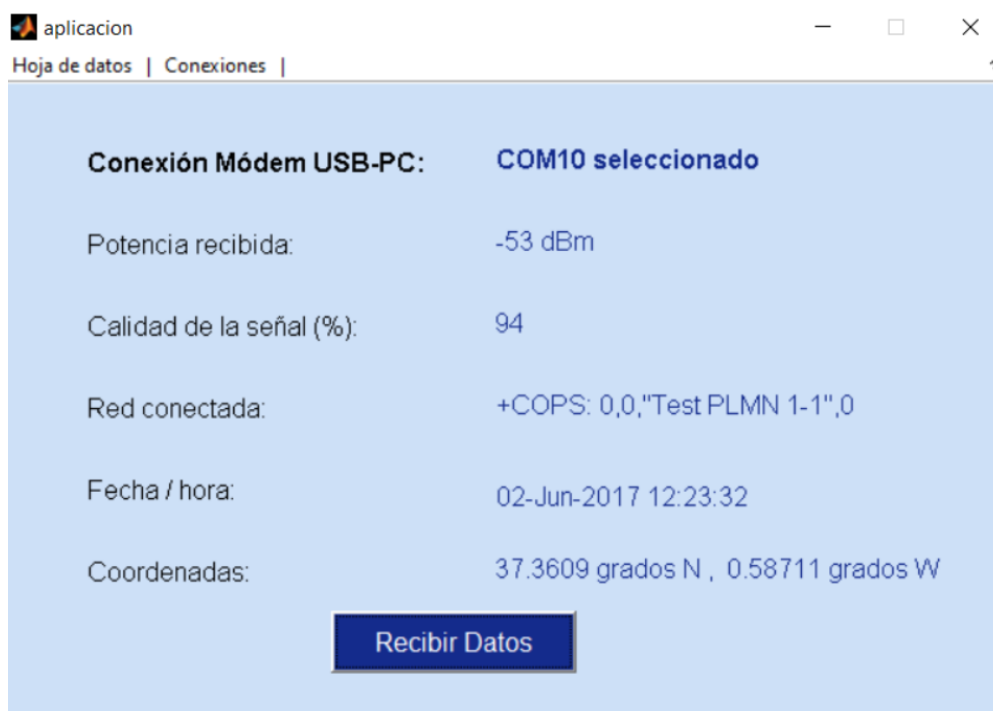 aplicacion
Hoja de datos | Conexiones |
Conexión Módem USB-PC: COM10 seleccionado
Potencia recibida: -53 dBm
Calidad de la señal (%): 94
Red conectada: +COPS: 0,0,"Test PLMN 1-1",0
Fecha / hora: 02-Jun-2017 12:23:32
Coordenadas: 37.3609 grados N , 0.58711 grados W
Recibir Datos